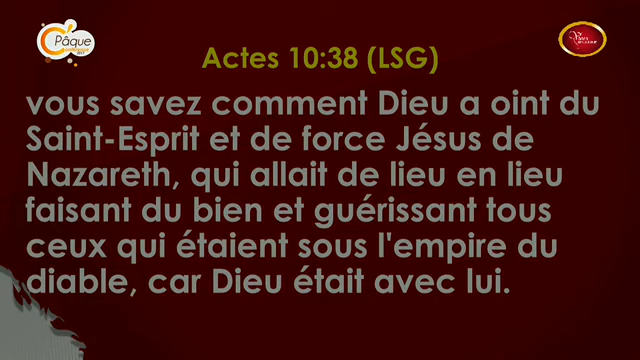 Pâque
Actes 10:38 (LSG)
vous savez comment Dieu a oint du
Saint-Esprit et de force Jésus de
Nazareth, qui allait de lieu en lieu
faisant du bien et guérissant tous
ceux qui étaient sous l'empire du
diable, car Dieu était avec lui.